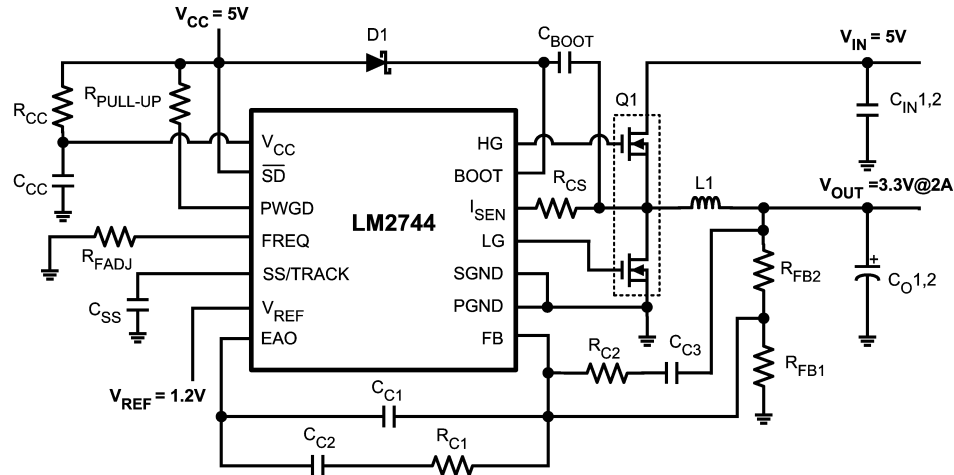 V_CC = 5V
D1
C_BOOT
V_IN = 5V
R_CC
R_PULL-UP
Q1
C_IN1,2
V_CC
HG
C_CC
SD
BOOT
R_CS
L1
V_OUT =3.3V@2A
PWGD
LM2744
I_SEN
FREQ
LG
R_FADJ
SS/TRACK
SGND
R_FB2
+
C_O1,2
C_SS
V_REF
PGND
EAO
FB
R_C2
C_C3
R_FB1
V_REF = 1.2V
C_C1
C_C2
R_C1